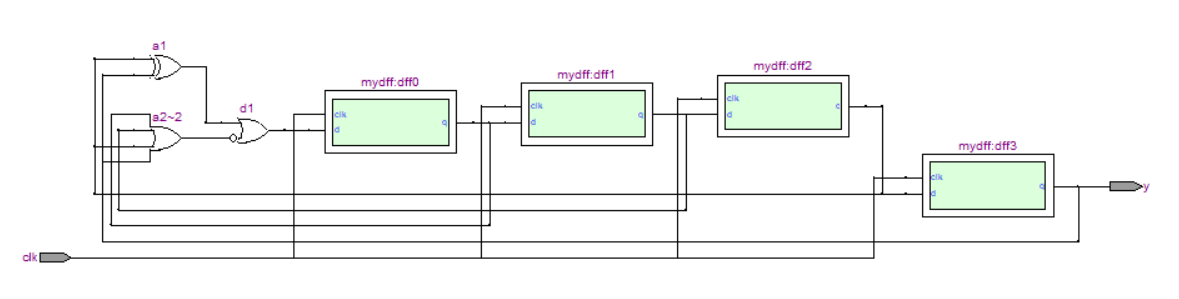 a1
a2~2
d1
mydff:dff0
clk
d
q
mydff:dff1
clk
d
q
mydff:dff2
clk
d
mydff:dff3
clk
d
q
y
clk